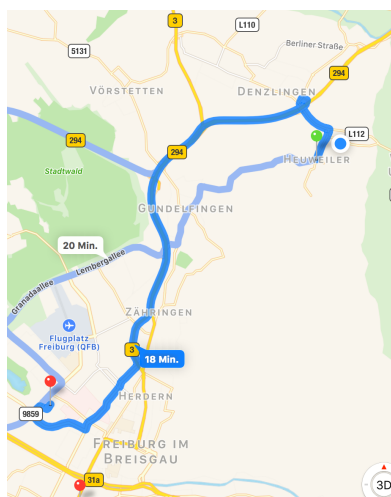 3
L110
Berliner Straße
5131
294
VÖRSTETTEN
DENZLINGEN
L112
294
294
HEUWEILER
Stadtwald
GUNDELFINGEN
20 Min.
Lembergallee
Granadaallee
ZÄHRINGEN
Flugplatz
Freiburg (QFB)
3
18 Min.
HERDERN
9859
FREIBURG IM
BREISGAU
31a
3D